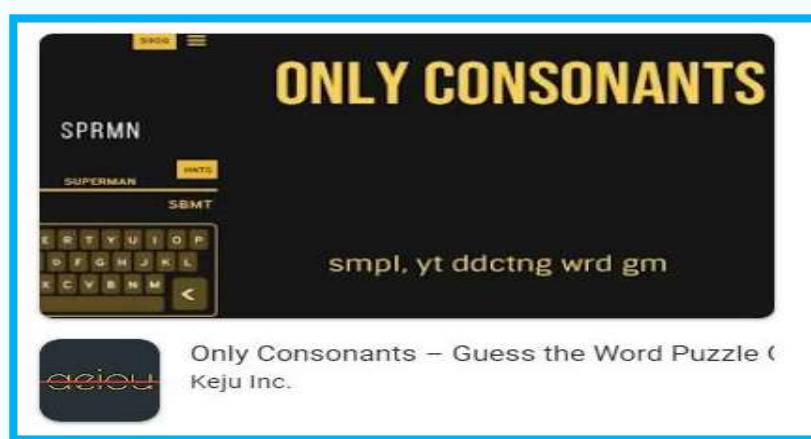 ONLY CONSONANTS
SPRMN
HNTS
SUPERMAN
SBMT
E R T Y U I O P
D F G H J K L
X C V B N M
smpl, yt ddctng wrd gm
aeiou
Only Consonants – Guess the Word Puzzle
Keju Inc.